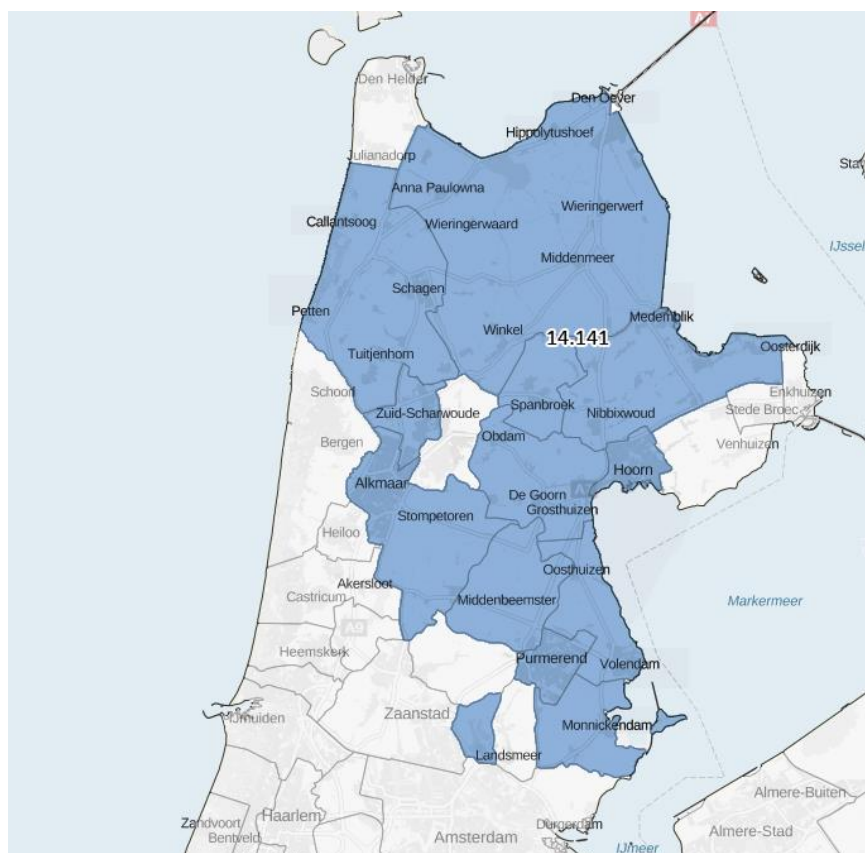 A7
Den Helder
Den Oever
Hippolytushoef
Julianadorp
Anna Paulowna
Wieringerwerf
Callantsoog
Wieringerwaard
IJssel
Middenmeer
Schagen
Petten
Medemblik
Winkel
14.141
Oosterdijk
Tuitjenhorn
Schoorl
Enkhuizen
Zuid-Scharwoude
Spanbroek
Nibbixwoud
Stede Broec
Bergen
Obdam
Venhuizen
Hoorn
Alkmaar
De Goorn
Grosthuizen
Stompetoren
Heiloo
Oosthuizen
Akersloot
Castricum
Middenbeemster
Markermeer
A9
Heemskerk
Purmerend
Volendam
IJmuiden
Zaanstad
Monnickendam
Landsmeer
Almere-Buiten
Zandvoort
Haarlem
Durgerdam
Bentveld
Amsterdam
Almere-Stad
IJmeer